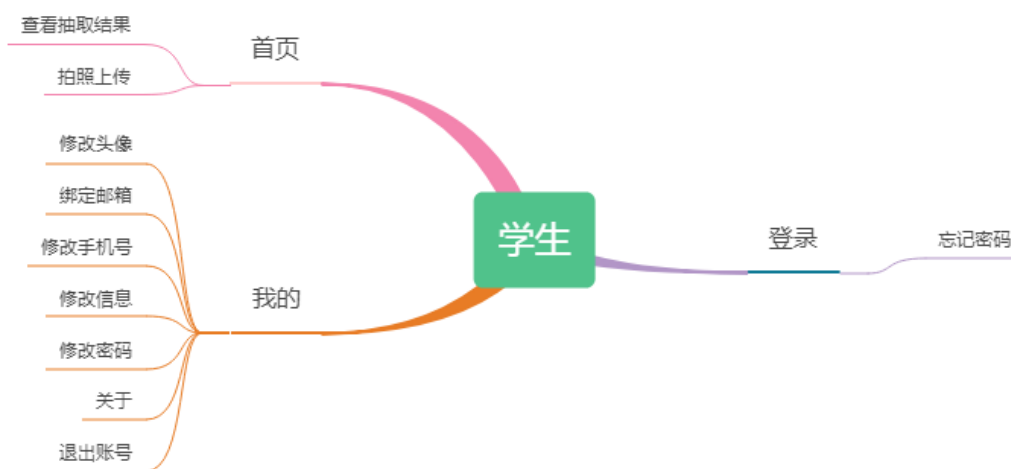 查看抽取结果
首页
拍照上传
修改头像
绑定邮箱
修改手机号
我的
修改信息
修改密码
关于
退出账号
学生
登录
忘记密码